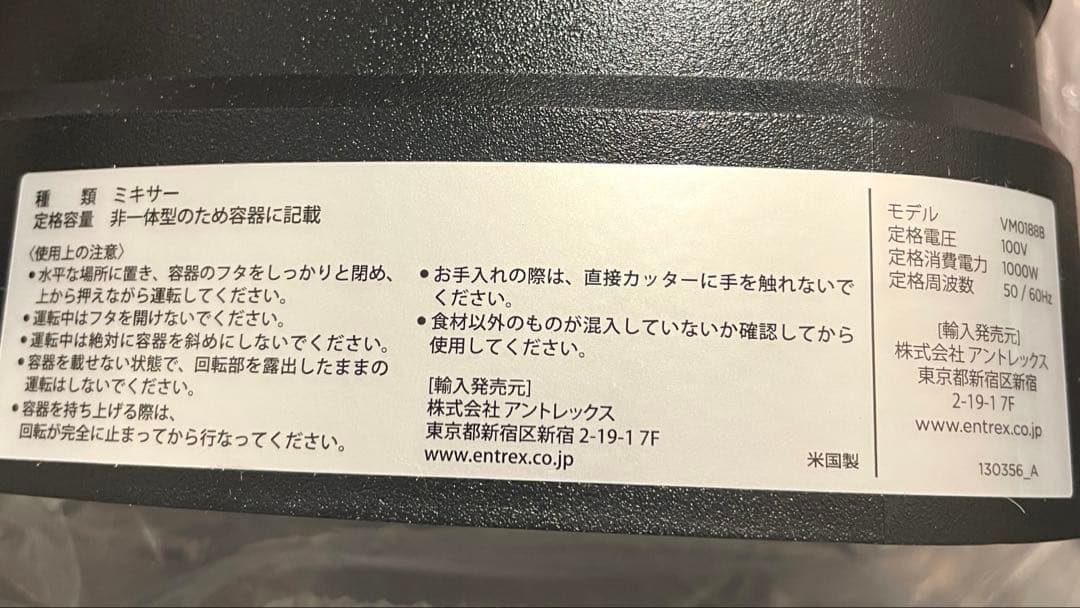 種　類　ミキサー
定格容量　非一体型のため容器に記載
〈使用上の注意〉
●水平な場所に置き、容器のフタをしっかりと閉め、
上から押えながら運転してください。
●運転中はフタを開けないでください。
●運転中は絶対に容器を斜めにしないでください。
●容器を載せない状態で、回転部を露出したままの
運転はしないでください。
●容器を持ち上げる際は、
回転が完全に止まってから行なってください。
●お手入れの際は、直接カッターに手を触れないで
ください。
●食材以外のものが混入していないか確認してから
使用してください。
[輸入発売元]
株式会社 アントレックス
東京都新宿区新宿 2-19-1 7F
www.entrex.co.jp
米国製
モデル　VM0188B
定格電圧　100V
定格消費電力　1000W
定格周波数　50 / 60Hz
[輸入発売元]
株式会社 アントレックス
東京都新宿区新宿
2-19-1 7F
www.entrex.co.jp
130356_A